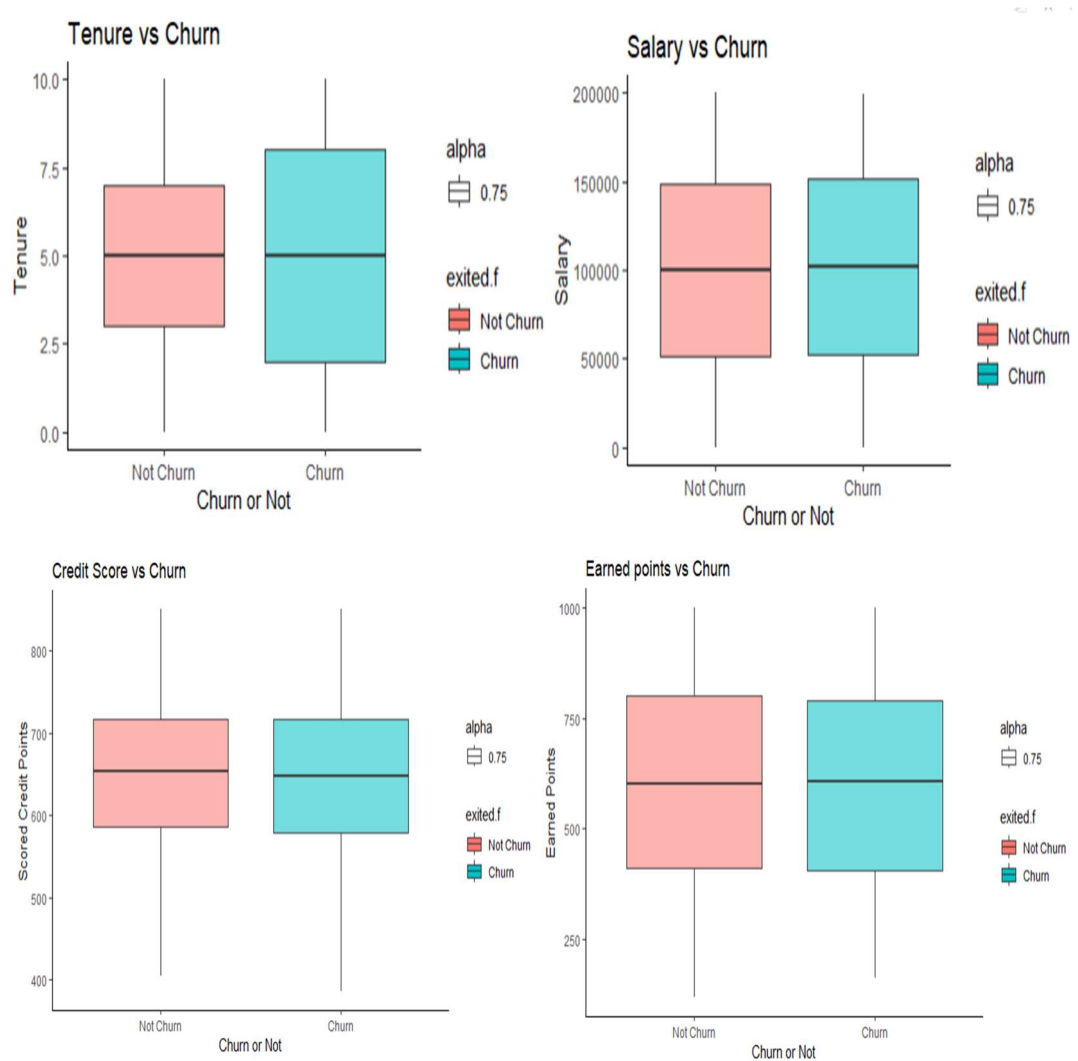 Tenure vs Churn
10.0
7.5
5.0
2.5
0.0
Tenure
Not Churn
Churn
Churn or Not
alpha
0.75
exited.f
Not Churn
Churn
Salary vs Churn
200000
150000
100000
50000
0
Salary
Not Churn
Churn
Churn or Not
alpha
0.75
exited.f
Not Churn
Churn
Credit Score vs Churn
800
700
600
500
400
Scored Credit Points
Not Churn
Churn
Churn or Not
alpha
0.75
exited.f
Not Churn
Churn
Earned points vs Churn
1000
750
500
250
Earned Points
Not Churn
Churn
Churn or Not
alpha
0.75
exited.f
Not Churn
Churn